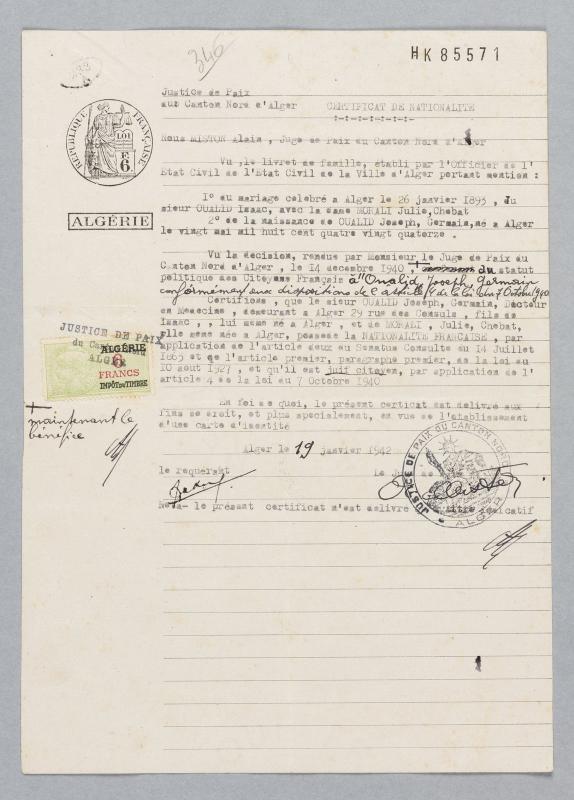 346
HK85571
Justice de Paix
du Canton Nord d'Alger
CERTIFICAT DE NATIONALITE
RÉPUBLIQUE FRANÇAISE
LOI
F.
6.
ALGÉRIE
Nous MISTON Alain , Juge de Paix du Canton Nord d'Alger
Vu ,le livret de famille, établi par l'Officier de l'
Etat Civil de l'Etat Civil de la Ville d'Alger portant mention :
I° du mariage celebré a Alger le 26 janvier 1893 , du
sieur OUALID Isaac, avec la dame MORALI Julie,Chebat
2° de la naissance de OUALID Joseph, Germain,né a Alger
le vingt mai mil huit cent quatre vingt quatorze .
Vu la décision, rendue par Monsieur le Juge de Paix du
Canton Nord d'Alger , le 14 decembre 1940 , + du statut
politique des Citoyens Français à "Oualid Joseph, Germain
conformément aux dispositions de l'article 4 de la loi du 7 Octobre 1940
Certifions , que le sieur OUALID Joseph, Germain, Docteur
en Medecine , demeurant a Alger 29 rue des Consuls , fils de
Isaac , , lui meme né a Alger , et de MORALI , Julie, Chebat,
elle meme née a Alger, possede la NATIONALITE FRANCAISE , par
application de l'article deux du Senatus Consulte du 14 Juillet
1865 et de l'article premier, paragraphe premier, de la loi du
10 Aout 1927 , et qu'il est juif citoyen, par application de l'
article 4 de la loi du 7 Octobre 1940
JUSTICE DE PAIX
du Canton Nord
ALGER
ALGÉRIE
6
FRANCS
IMPÔT DU TIMBRE
+
maintenant le
bénéfice
En foi de quoi, le présent certicat est delivré aux
fins de droit, et plus specialement, en vue de l'etablissement
d'une carte d'identité
Alger le 19 janvier 1942
le requerant
Le
JUSTICE DE PAIX DU CANTON NORD
ALGER
Nota- le présent certificat n'est delivré titre indicatif